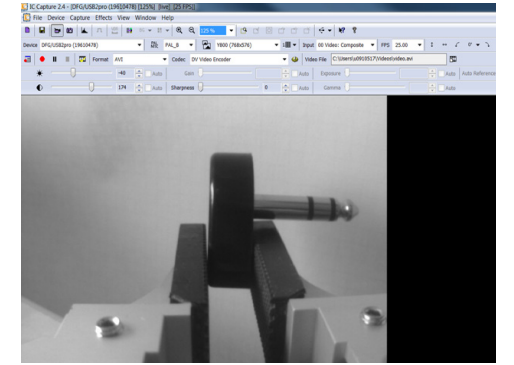 IC Capture 2.4 - [DFG/USB2pro (19610478) [125%] [live] [25 FPS]]
File Device Capture Effects View Window Help
125 %
Device DFG/USB2pro (19610478) PAL_B Y800 (768x576) Input 00 Video: Composite FPS 25.00
Format AVI Codec DV Video Encoder Video File C:\Users\u0910517\Videos\video.avi
-40 Auto Gain Auto Exposure Auto Auto Reference
174 Auto Sharpness 0 Auto Gamma Auto